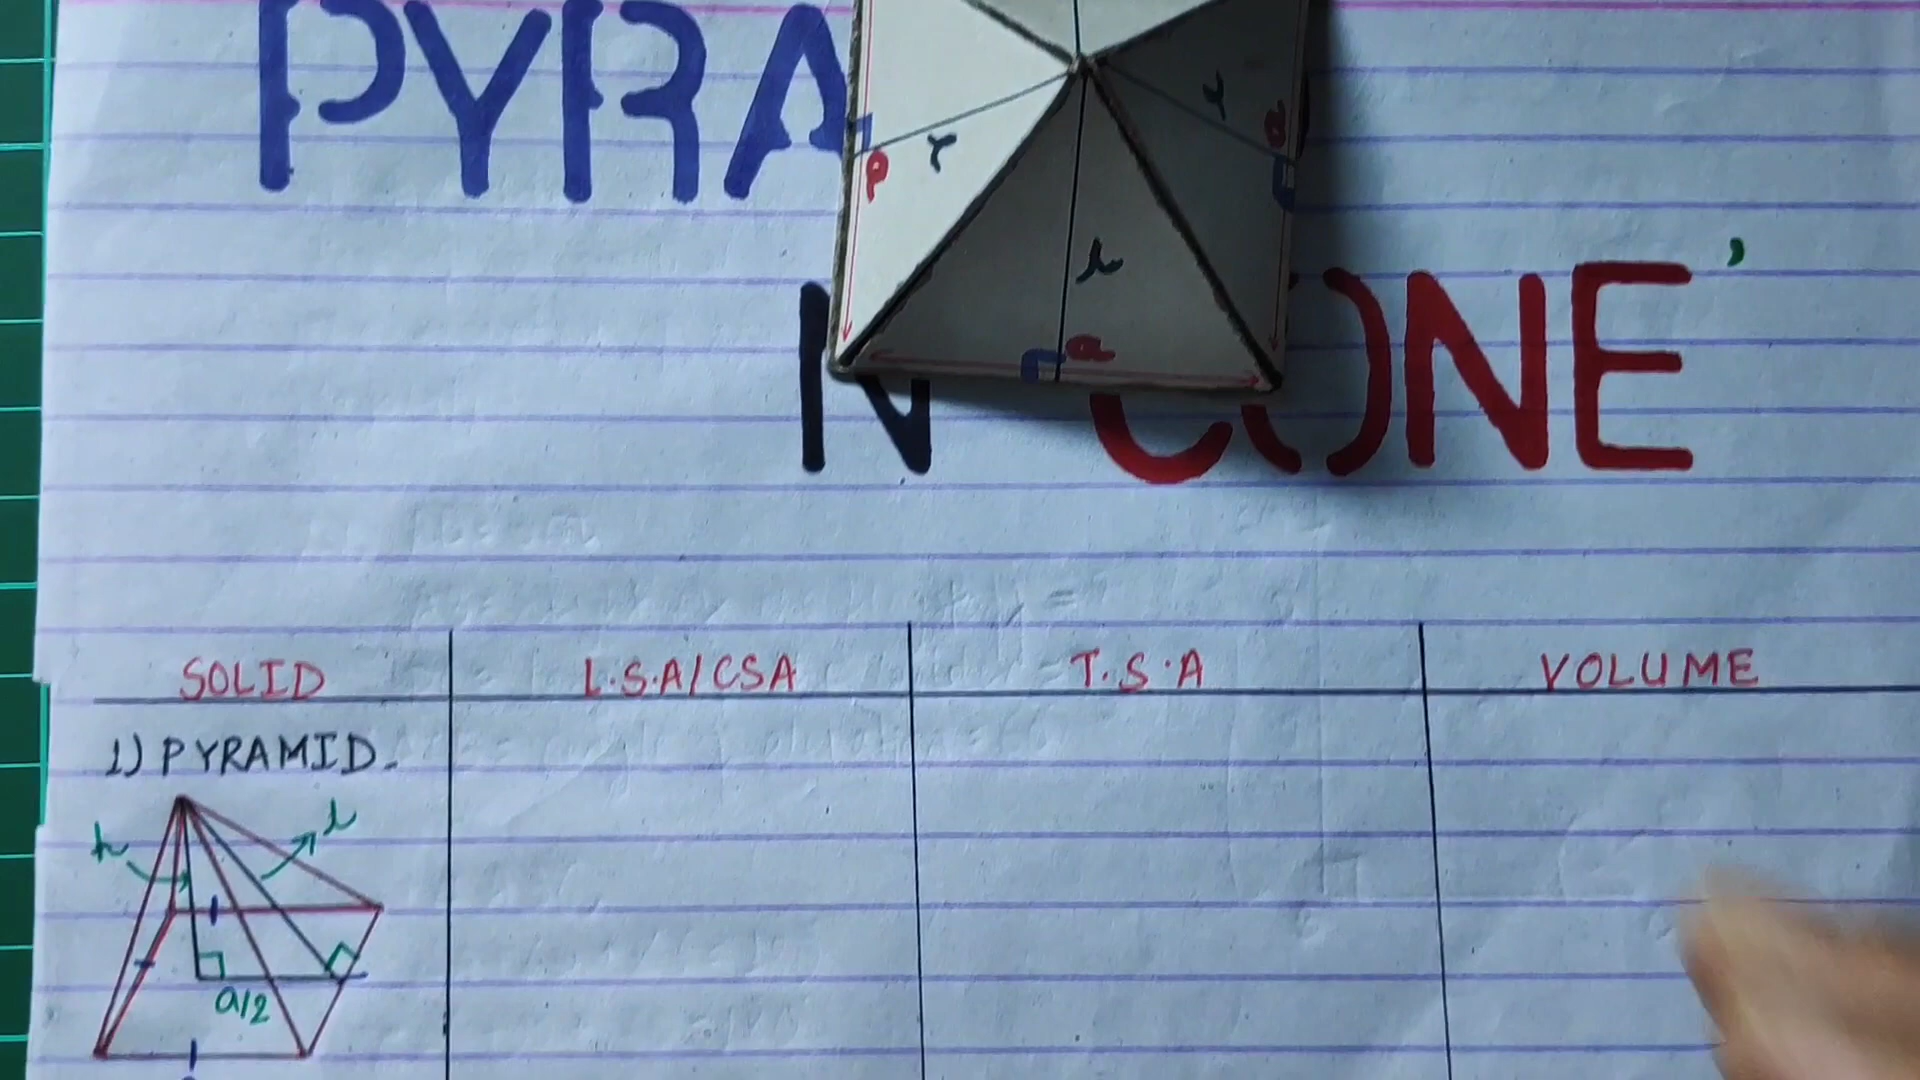 PYRA
l
l
a
a
l
a
N CONE'
SOLID L.S.A/CSA T.S.A VOLUME
1) PYRAMID.
h
l
a/2